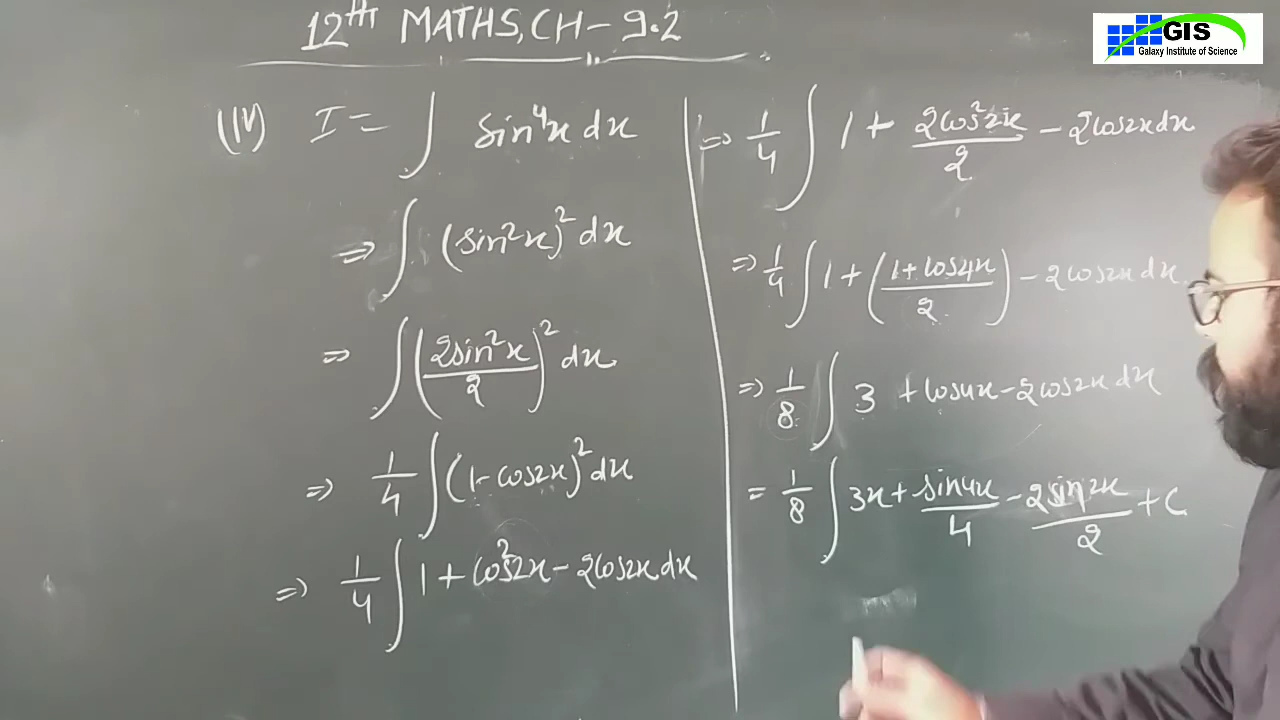 12TH MATHS, CH - 9.2
GIS
Galaxy Institute of Science
(IV) I = ∫ sin⁴x dx
⇒ ∫ (sin²x)² dx
⇒ ∫ (2sin²x/2)² dx
⇒ 1/4 ∫ (1-cos2x)² dx
⇒ 1/4 ∫ 1 + cos²2x - 2cos2x dx
⇒ 1/4 ∫ 1 + 2cos²2x/2 - 2cos2x dx
⇒ 1/4 ∫ 1 + (1+cos4x/2) - 2cos2x dx
⇒ 1/8 ∫ 3 + cos4x - 2cos2x dx
= 1/8 ∫ 3x + sin4x/4 - 2sin2x/2 + C